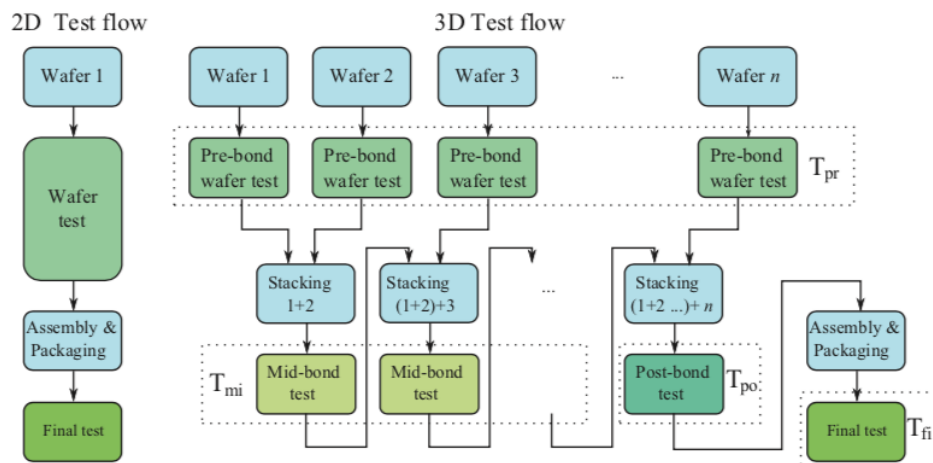 2D Test flow
3D Test flow
Wafer 1
Wafer 1
Wafer 2
Wafer 3
...
Wafer n
Wafer
test
Pre-bond
wafer test
Pre-bond
wafer test
Pre-bond
wafer test
Pre-bond
wafer test
Tpr
Stacking
1+2
Stacking
(1+2)+3
...
Stacking
(1+2 ...)+ n
Assembly &
Packaging
Assembly &
Packaging
Tmi
Mid-bond
test
Mid-bond
test
Post-bond
test
Tpo
Final test
Final test
Tfi